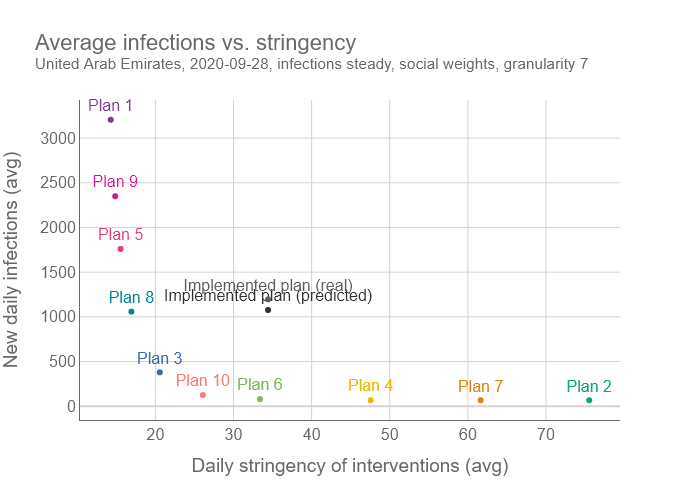 Average infections vs. stringency
United Arab Emirates, 2020-09-28, infections steady, social weights, granularity 7
New daily infections (avg)
3000
2500
2000
1500
1000
500
0
Plan 1
Plan 9
Plan 5
Implemented plan (real)
Plan 8
Implemented plan (predicted)
Plan 3
Plan 10
Plan 6
Plan 4
Plan 7
Plan 2
20 30 40 50 60 70
Daily stringency of interventions (avg)